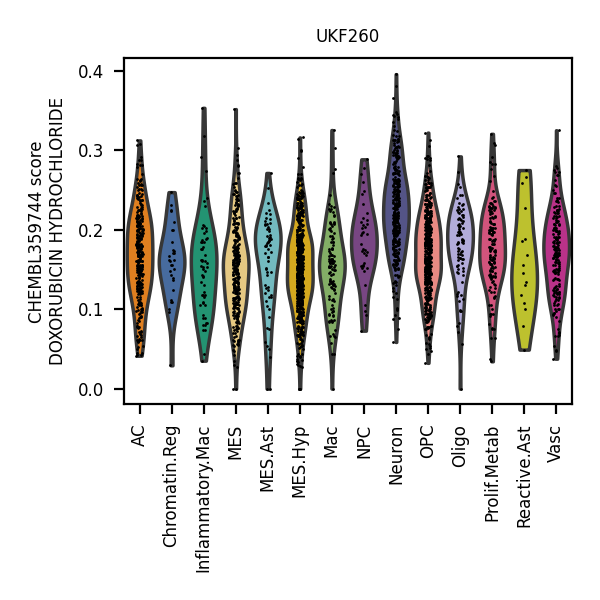 UKF260
CHEMBL359744 score
DOXORUBICIN HYDROCHLORIDE
0.4
0.3
0.2
0.1
0.0
AC
Chromatin.Reg
Inflammatory.Mac
MES
MES.Ast
MES.Hyp
Mac
NPC
Neuron
OPC
Oligo
Prolif.Metab
Reactive.Ast
Vasc